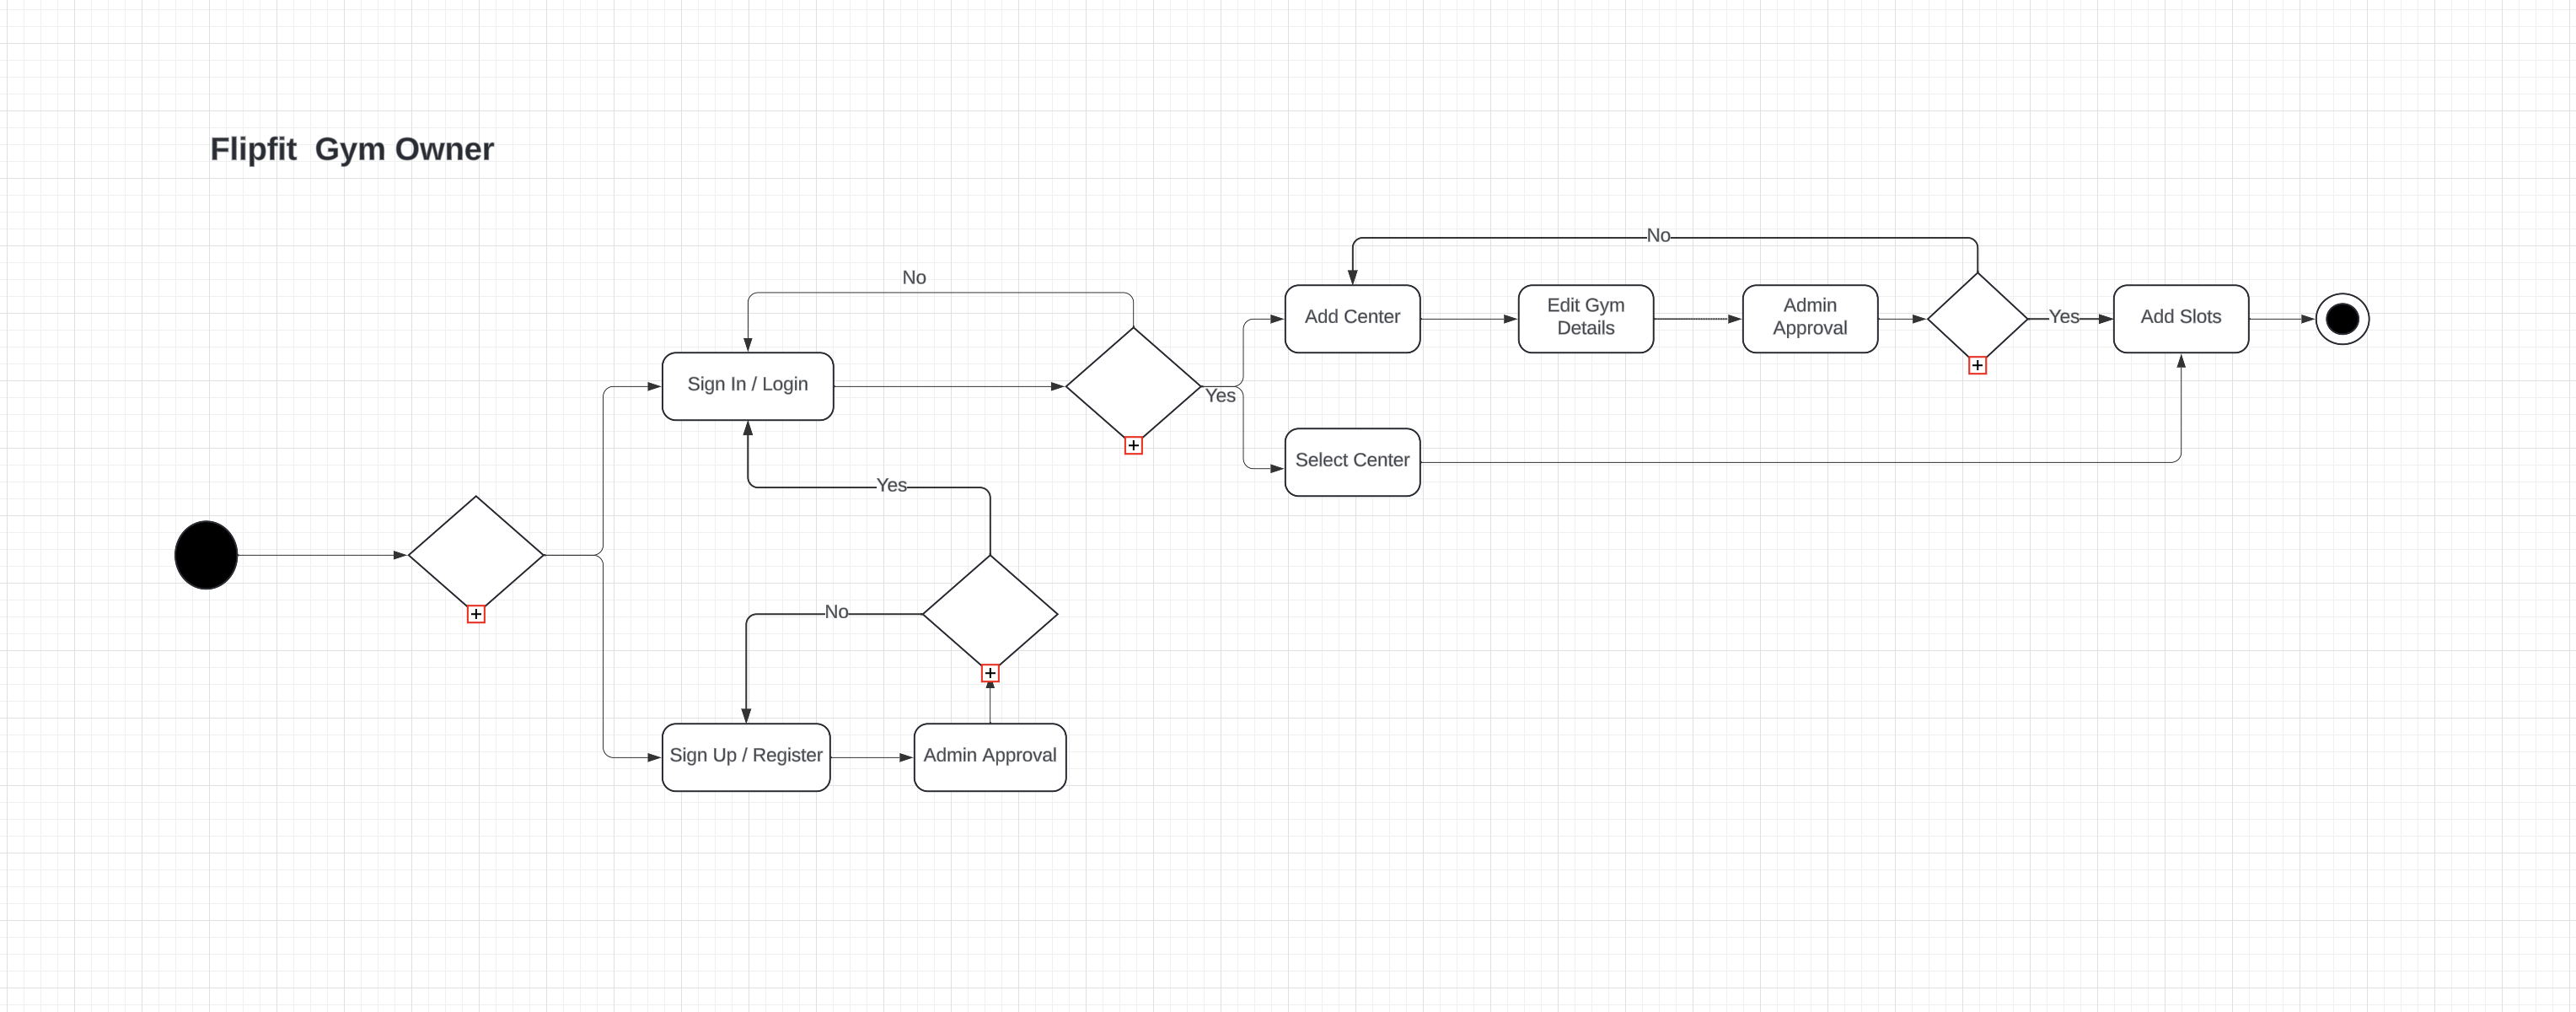 Flipfit  Gym Owner
No
No
Add Center
Edit Gym
Details
Admin
Approval
Yes
Add Slots
Sign In / Login
Yes
Select Center
Yes
No
Sign Up / Register
Admin Approval